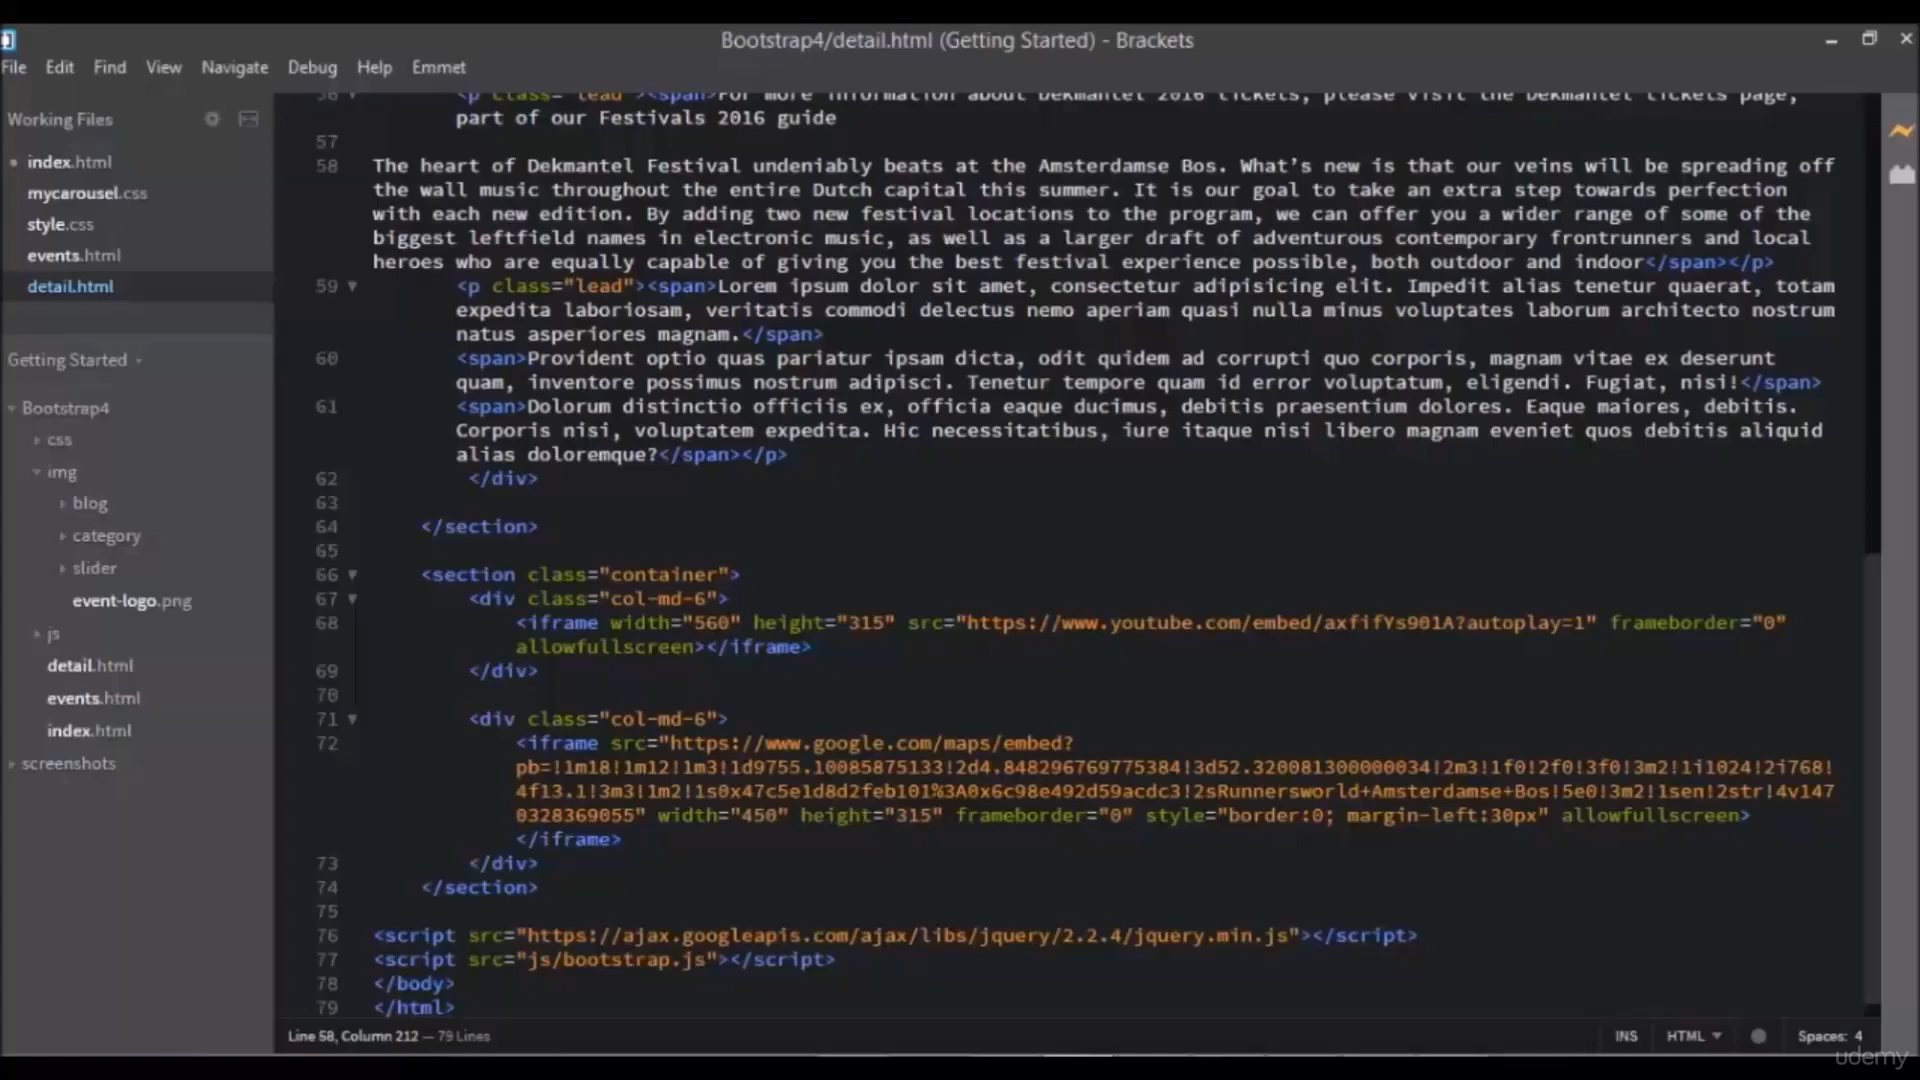 Bootstrap4/detail.html (Getting Started) - Brackets
File Edit Find View Navigate Debug Help Emmet
Working Files
index.html
mycarousel.css
style.css
events.html
detail.html
Getting Started
Bootstrap4
css
img
blog
category
slider
event-logo.png
js
detail.html
events.html
index.html
screenshots
56 <p class="lead"><span>For more information about Dekmantel 2016 tickets, please visit the Dekmantel tickets page,
part of our Festivals 2016 guide
57
58 The heart of Dekmantel Festival undeniably beats at the Amsterdamse Bos. What’s new is that our veins will be spreading off
the wall music throughout the entire Dutch capital this summer. It is our goal to take an extra step towards perfection
with each new edition. By adding two new festival locations to the program, we can offer you a wider range of some of the
biggest leftfield names in electronic music, as well as a larger draft of adventurous contemporary frontrunners and local
heroes who are equally capable of giving you the best festival experience possible, both outdoor and indoor</span></p>
59 <p class="lead"><span>Lorem ipsum dolor sit amet, consectetur adipisicing elit. Impedit alias tenetur quaerat, totam
expedita laboriosam, veritatis commodi delectus nemo aperiam quasi nulla minus voluptates laborum architecto nostrum
natus asperiores magnam.</span>
60 <span>Provident optio quas pariatur ipsam dicta, odit quidem ad corrupti quo corporis, magnam vitae ex deserunt
quam, inventore possimus nostrum adipisci. Tenetur tempore quam id error voluptatum, eligendi. Fugiat, nisi!</span>
61 <span>Dolorum distinctio officiis ex, officia eaque ducimus, debitis praesentium dolores. Eaque maiores, debitis.
Corporis nisi, voluptatem expedita. Hic necessitatibus, iure itaque nisi libero magnam eveniet quos debitis aliquid
alias doloremque?</span></p>
62 </div>
63
64 </section>
65
66 <section class="container">
67 <div class="col-md-6">
68 <iframe width="560" height="315" src="https://www.youtube.com/embed/axfifYs901A?autoplay=1" frameborder="0"
allowfullscreen></iframe>
69 </div>
70
71 <div class="col-md-6">
72 <iframe src="https://www.google.com/maps/embed?
pb=!1m18!1m12!1m3!1d9755.10085875133!2d4.848296769775384!3d52.320081300000034!2m3!1f0!2f0!3f0!3m2!1i1024!2i768!
4f13.1!3m3!1m2!1s0x47c5e1d8d2feb101%3A0x6c98e492d59acdc3!2sRunnersworld+Amsterdamse+Bos!5e0!3m2!1sen!2str!4v147
0328369055" width="450" height="315" frameborder="0" style="border:0; margin-left:30px" allowfullscreen>
</iframe>
73 </div>
74 </section>
75
76 <script src="https://ajax.googleapis.com/ajax/libs/jquery/2.2.4/jquery.min.js"></script>
77 <script src="js/bootstrap.js"></script>
78 </body>
79 </html>
Line 58, Column 212 — 79 Lines
INS HTML Spaces: 4
udemy